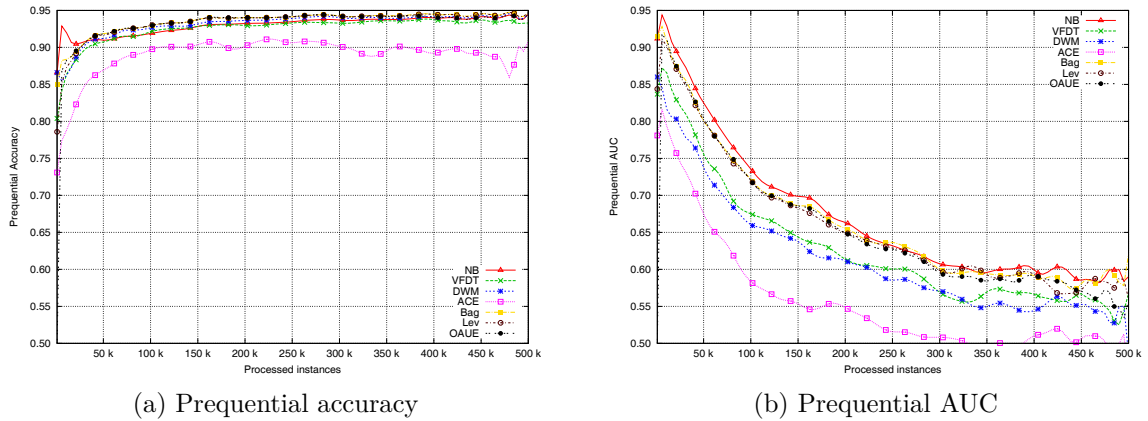 0.95
0.90
0.85
0.80
0.75
0.70
0.65
0.60
0.55
0.50
Prequential Accuracy
50 k 100 k 150 k 200 k 250 k 300 k 350 k 400 k 450 k 500 k
Processed instances
NB
VFDT
DWM
ACE
Bag
Lev
OAUE
(a) Prequential accuracy
0.95
0.90
0.85
0.80
0.75
0.70
0.65
0.60
0.55
0.50
Prequential AUC
50 k 100 k 150 k 200 k 250 k 300 k 350 k 400 k 450 k 500 k
Processed instances
NB
VFDT
DWM
ACE
Bag
Lev
OAUE
(b) Prequential AUC